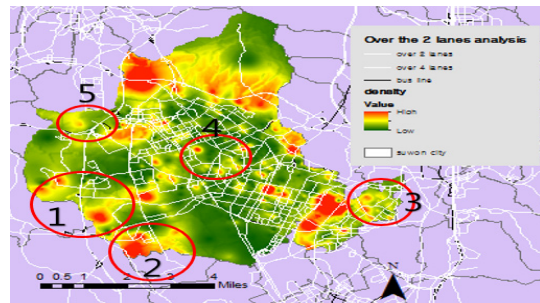 Over the 2 lanes analysis
over 2 lanes
over 4 lanes
bus line
density
Value
High
Low
suwon city
5
4
3
1
2
N
0 0.5 1 2 3 4
Miles